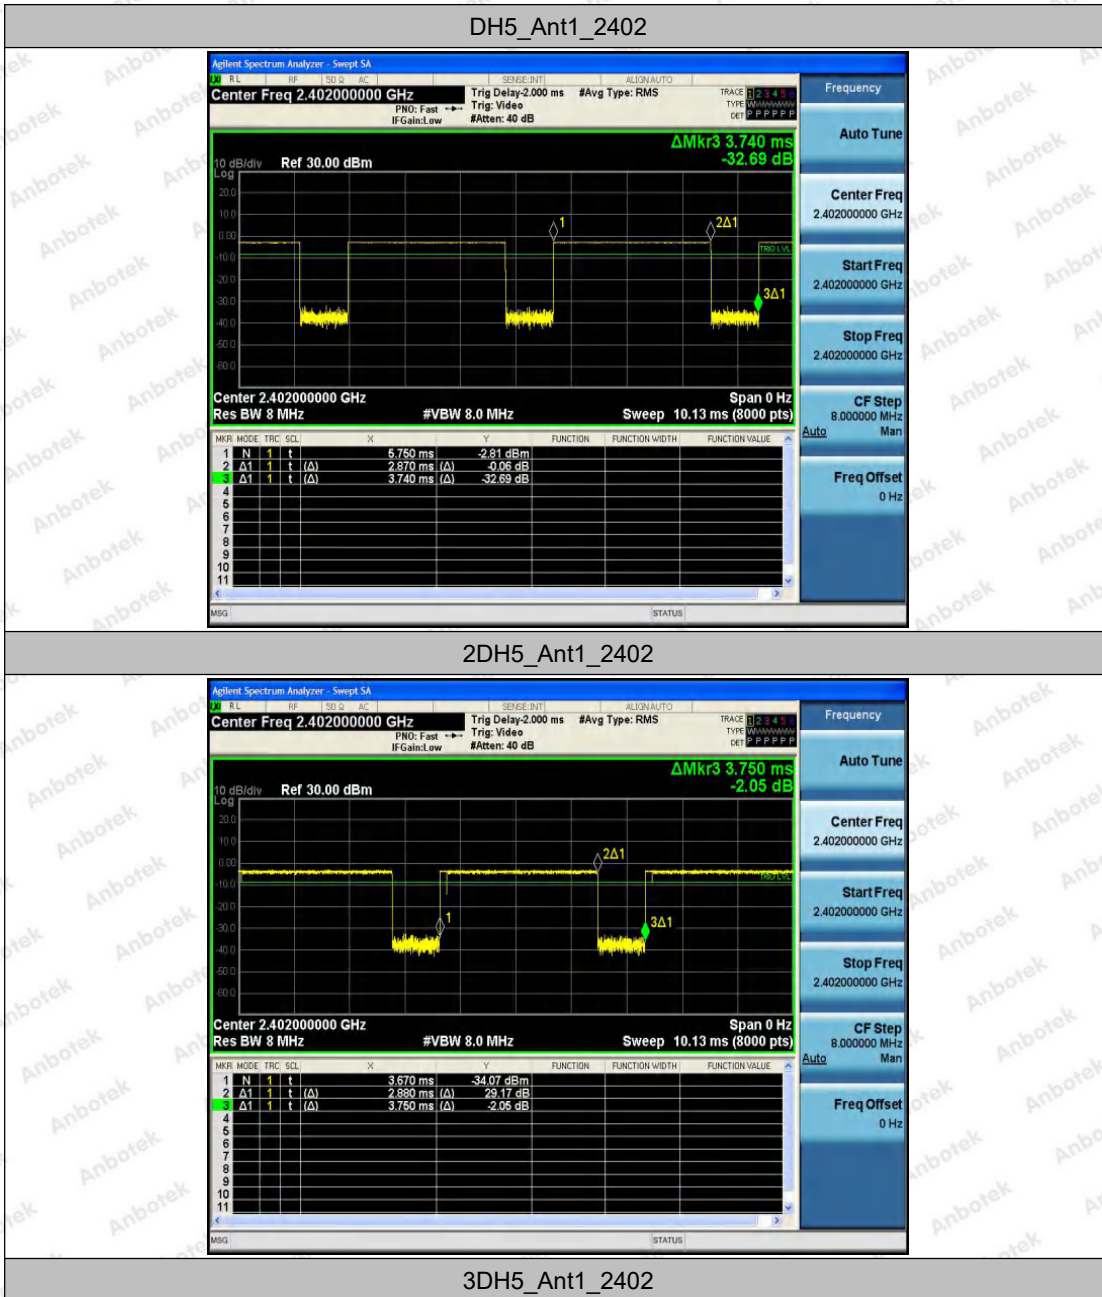 DH5_Ant1_2402
Agilent Spectrum Analyzer - Swept SA
RL RF 50 Ω AC SENSE:INT ALIGN AUTO
Center Freq 2.402000000 GHz
PNO: Fast
IFGain:Low
Trig Delay-2.000 ms
Trig: Video
#Atten: 40 dB
#Avg Type: RMS
TRACE 1 2 3 4 5 6
TYPE
DET P P P P P P
ΔMkr3 3.740 ms
-32.69 dB
10 dB/div
Log
Ref 30.00 dBm
20.0
10.0
0.00
-10.0
-20.0
-30.0
-40.0
-50.0
-60.0
1
2Δ1
TRIG LVL
3Δ1
Center 2.402000000 GHz
Span 0 Hz
Res BW 8 MHz
#VBW 8.0 MHz
Sweep 10.13 ms (8000 pts)
MKR MODE TRC SCL X Y FUNCTION FUNCTION WIDTH FUNCTION VALUE
1 N 1 t 5.750 ms -2.81 dBm
2 Δ1 1 t (Δ) 2.870 ms (Δ) -0.06 dB
3 Δ1 1 t (Δ) 3.740 ms (Δ) -32.69 dB
4
5
6
7
8
9
10
11
MSG
STATUS
Frequency
Auto Tune
Center Freq
2.402000000 GHz
Start Freq
2.402000000 GHz
Stop Freq
2.402000000 GHz
CF Step
8.000000 MHz
Auto Man
Freq Offset
0 Hz
2DH5_Ant1_2402
Agilent Spectrum Analyzer - Swept SA
RL RF 50 Ω AC SENSE:INT ALIGN AUTO
Center Freq 2.402000000 GHz
PNO: Fast
IFGain:Low
Trig Delay-2.000 ms
Trig: Video
#Atten: 40 dB
#Avg Type: RMS
TRACE 1 2 3 4 5 6
TYPE
DET P P P P P P
ΔMkr3 3.750 ms
-2.05 dB
10 dB/div
Log
Ref 30.00 dBm
20.0
10.0
0.00
-10.0
-20.0
-30.0
-40.0
-50.0
-60.0
2Δ1
TRIG LVL
1
3Δ1
Center 2.402000000 GHz
Span 0 Hz
Res BW 8 MHz
#VBW 8.0 MHz
Sweep 10.13 ms (8000 pts)
MKR MODE TRC SCL X Y FUNCTION FUNCTION WIDTH FUNCTION VALUE
1 N 1 t 3.670 ms -34.07 dBm
2 Δ1 1 t (Δ) 2.880 ms (Δ) 29.17 dB
3 Δ1 1 t (Δ) 3.750 ms (Δ) -2.05 dB
4
5
6
7
8
9
10
11
MSG
STATUS
Frequency
Auto Tune
Center Freq
2.402000000 GHz
Start Freq
2.402000000 GHz
Stop Freq
2.402000000 GHz
CF Step
8.000000 MHz
Auto Man
Freq Offset
0 Hz
3DH5_Ant1_2402
Anbotek